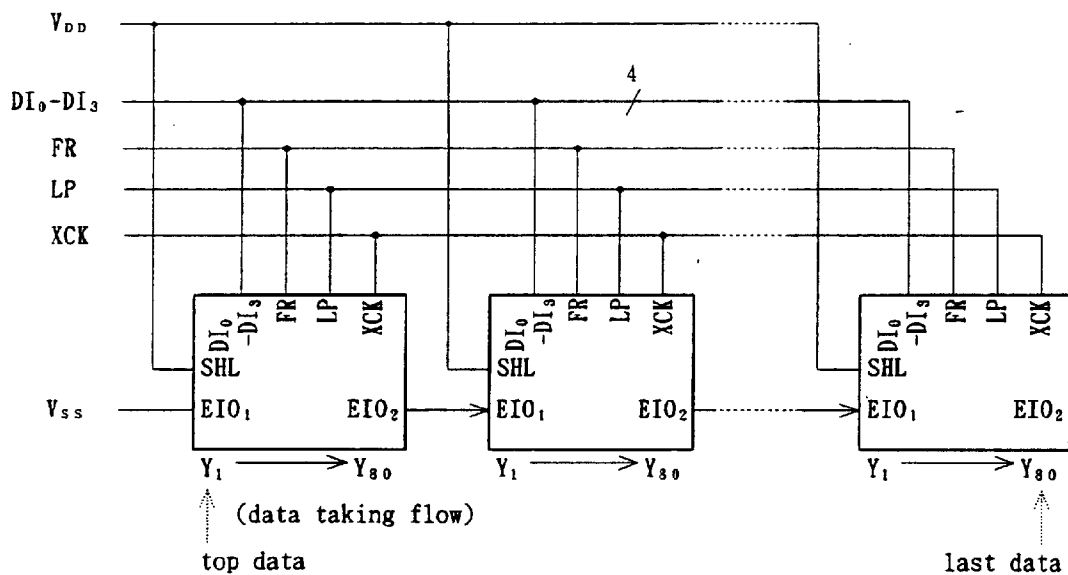 V_DD
4
DI₀-DI₃
FR
LP
XCK
DI₀ -DI₃ FR LP XCK
DI₀ -DI₃ FR LP XCK
DI₀ -DI₃ FR LP XCK
SHL
SHL
SHL
V_SS
EIO₁ EIO₂
EIO₁ EIO₂
EIO₁ EIO₂
Y₁ Y₈₀
Y₁ Y₈₀
Y₁ Y₈₀
(data taking flow)
top data
last data